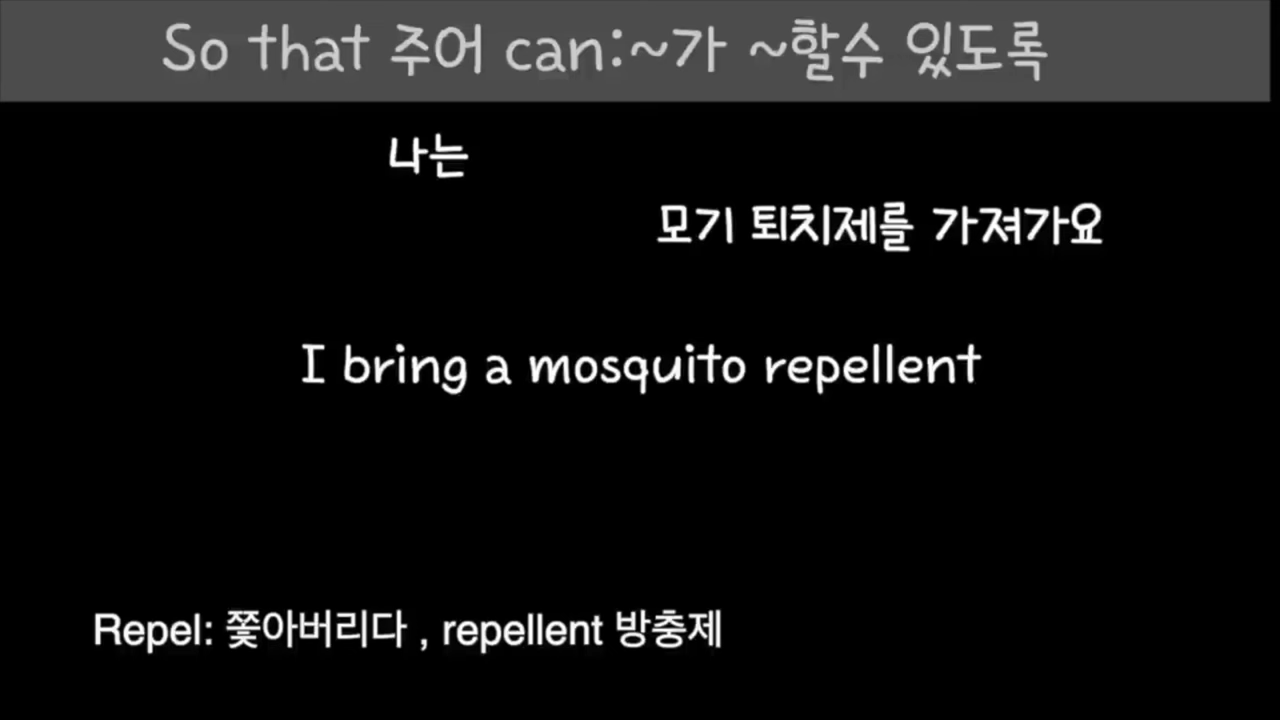 So that 주어 can:~가 ~할수 있도록
나는
모기 퇴치제를 가져가요
I bring a mosquito repellent
Repel: 쫓아버리다 , repellent 방충제